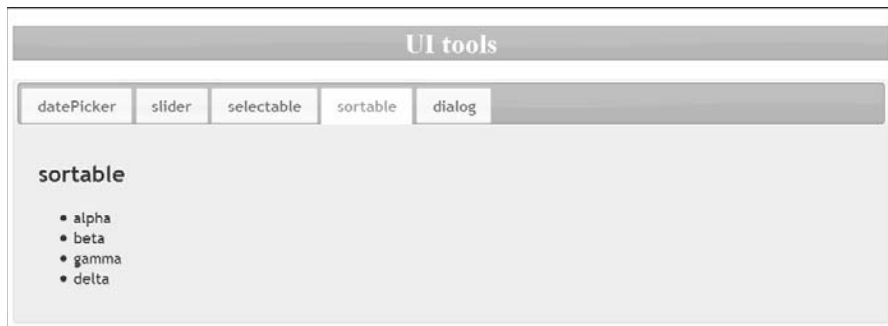 UI tools
datePicker slider selectable sortable dialog
sortable
• alpha
• beta
• gamma
• delta